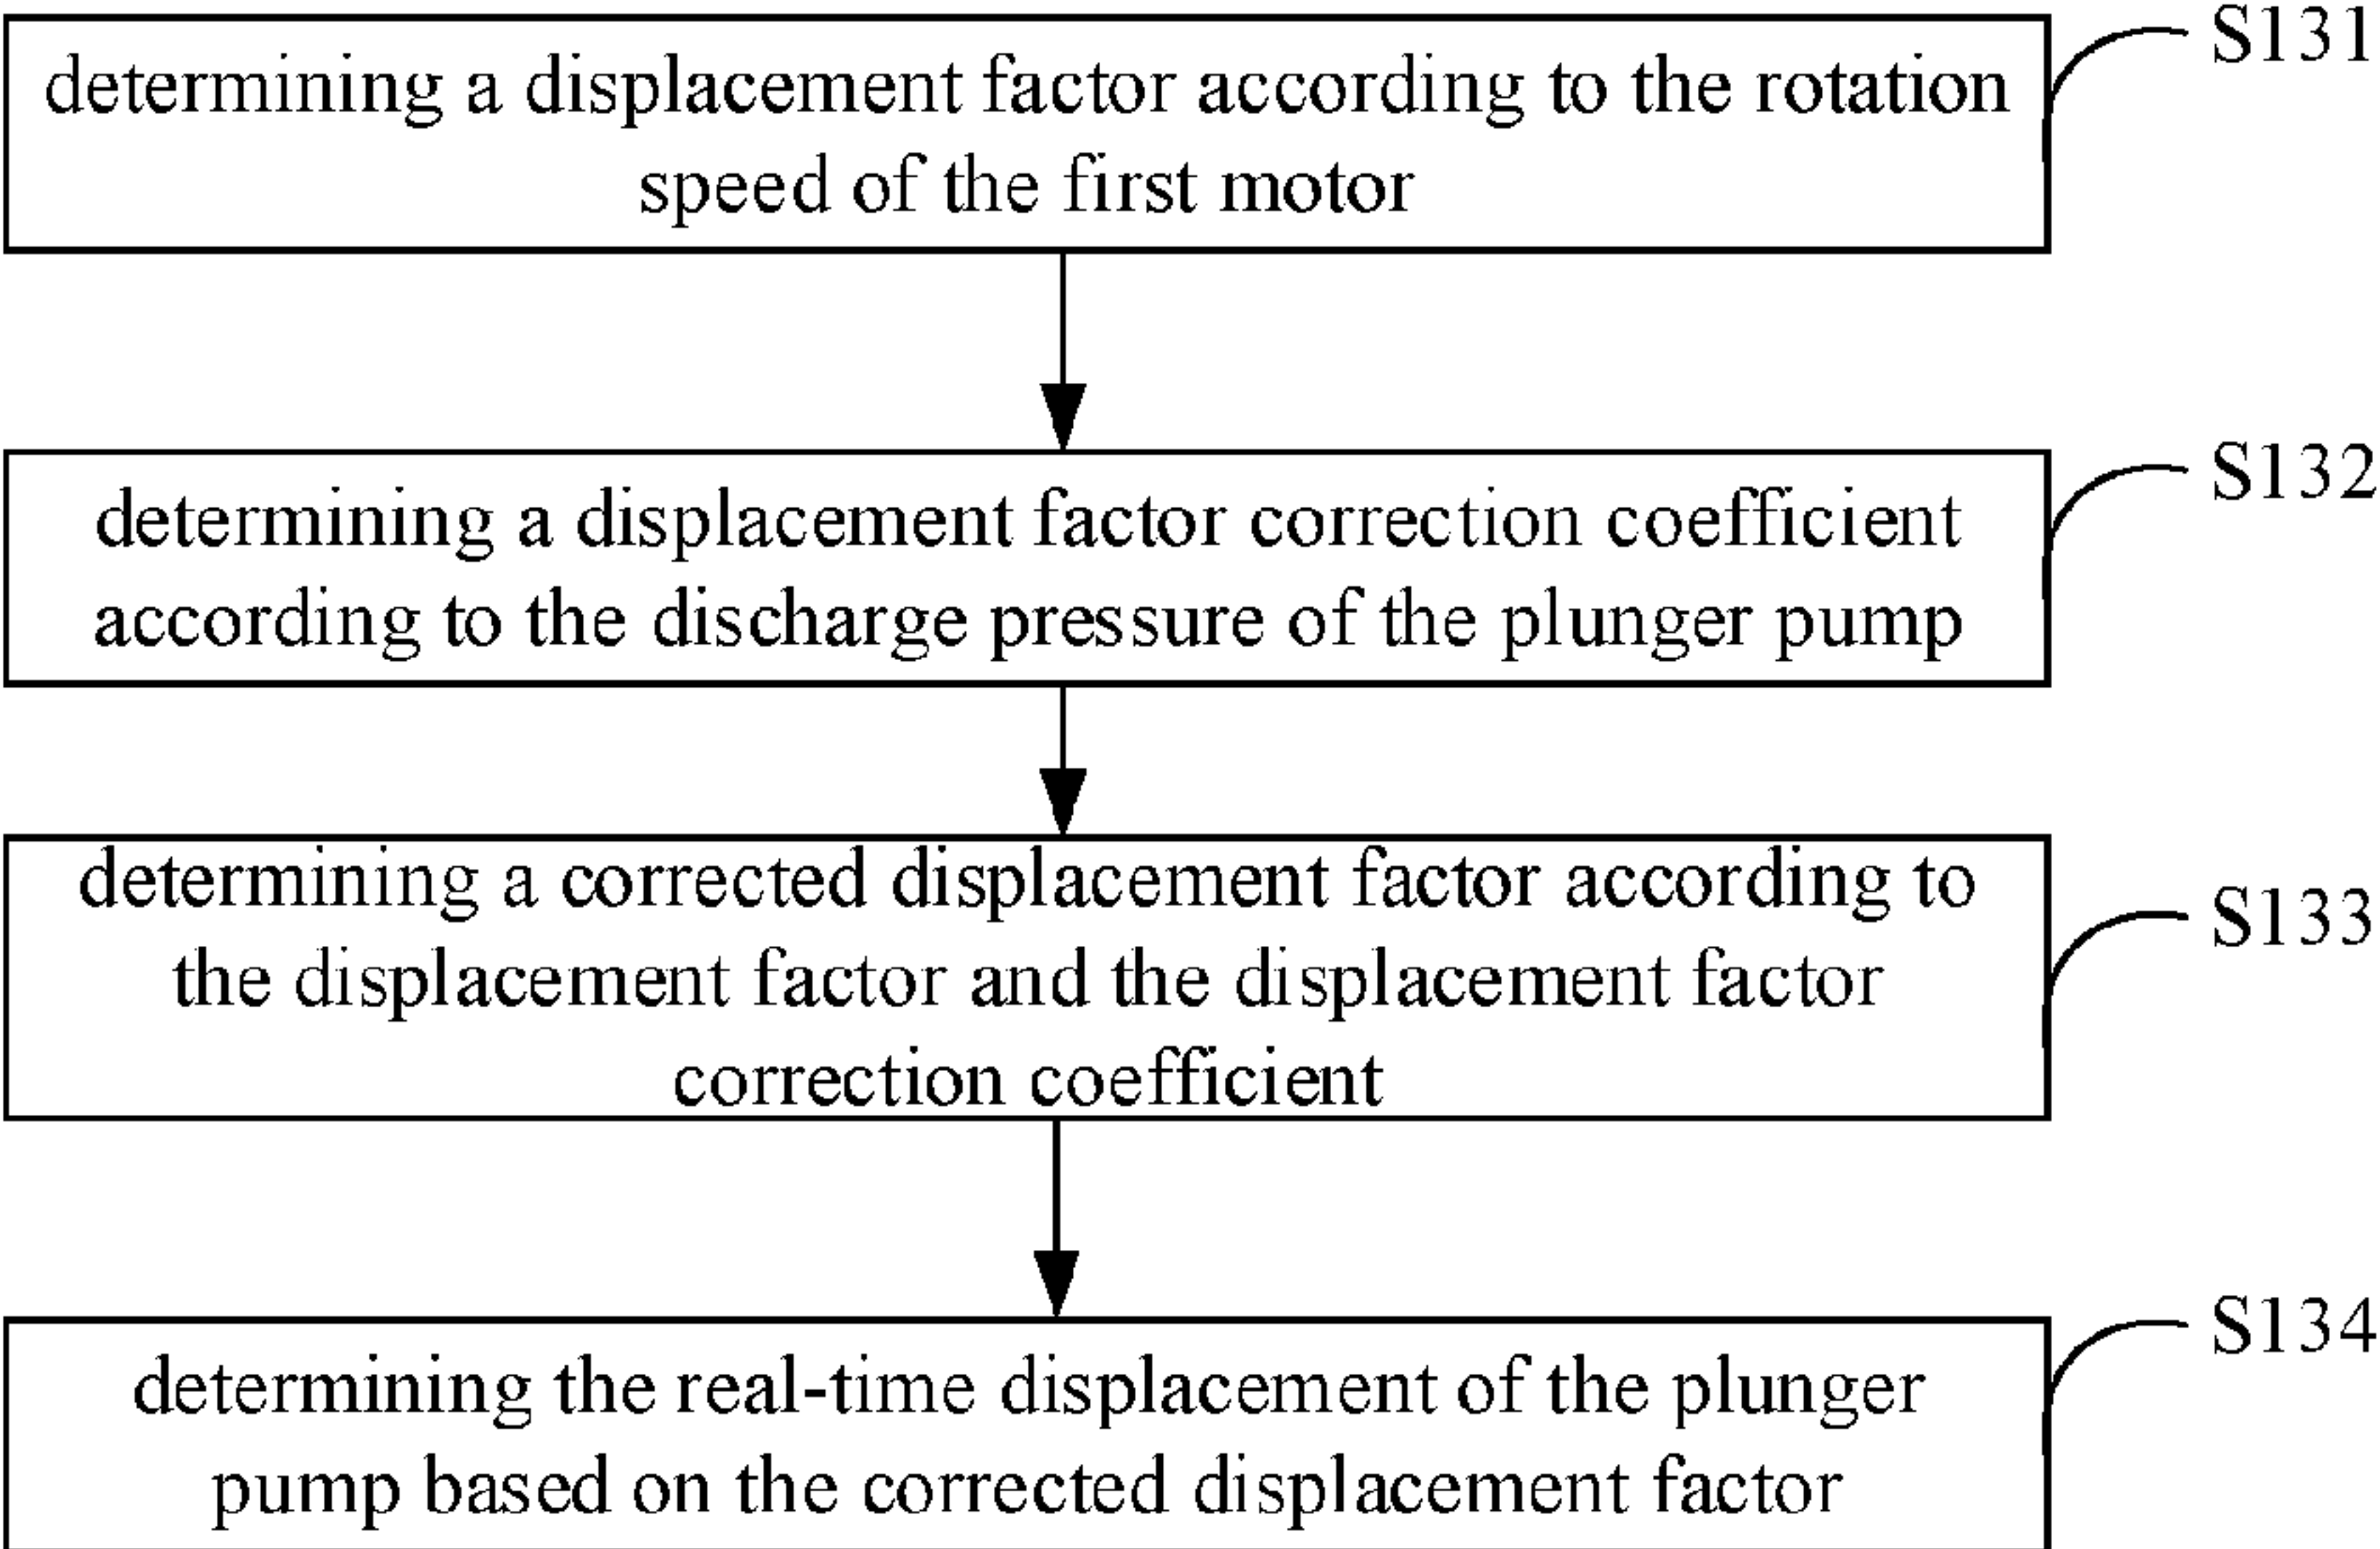 S131
determining a displacement factor according to the rotation
speed of the first motor
S132
determining a displacement factor correction coefficient
according to the discharge pressure of the plunger pump
S133
determining a corrected displacement factor according to
the displacement factor and the displacement factor
correction coefficient
S134
determining the real-time displacement of the plunger
pump based on the corrected displacement factor